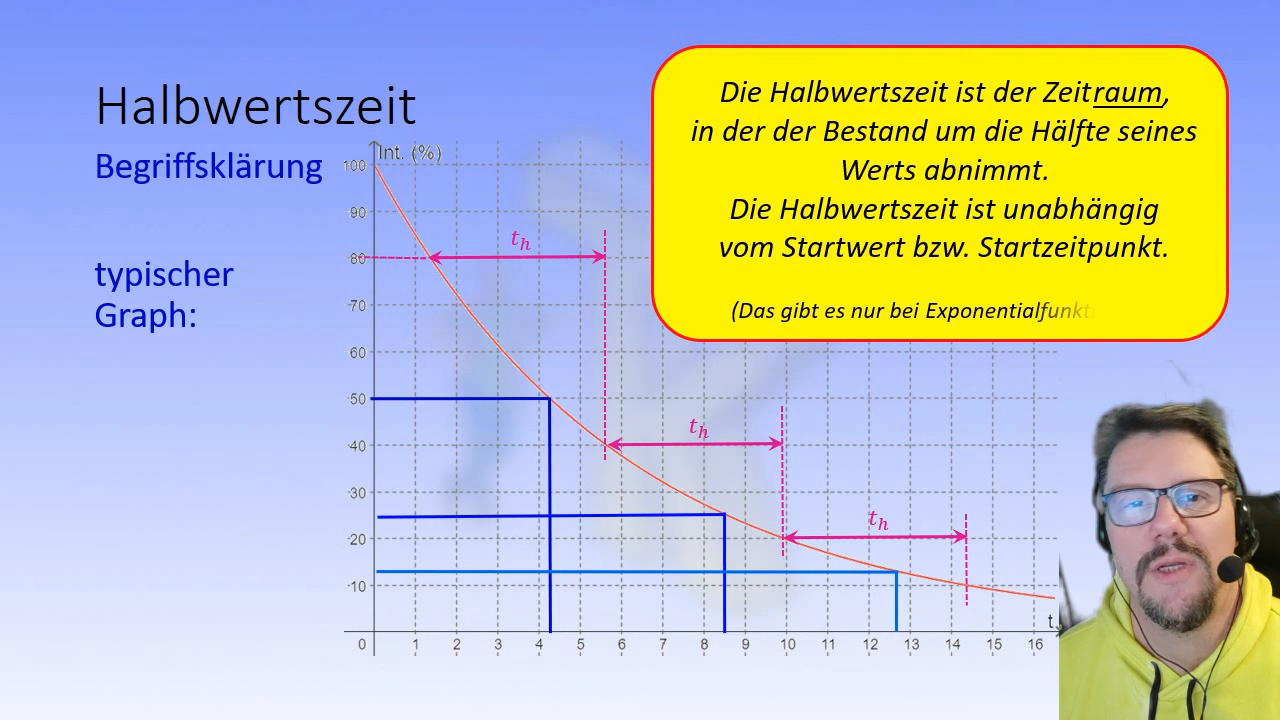 Halbwertszeit
Begriffsklärung
typischer
Graph:
Die Halbwertszeit ist der Zeitraum,
in der der Bestand um die Hälfte seines
Werts abnimmt.
Die Halbwertszeit ist unabhängig
vom Startwert bzw. Startzeitpunkt.
(Das gibt es nur bei Exponentialfunkt
Int. (%)
100
90
80
70
60
50
40
30
20
10
t_h
t_h
t_h
t
0 1 2 3 4 5 6 7 8 9 10 11 12 13 14 15 16